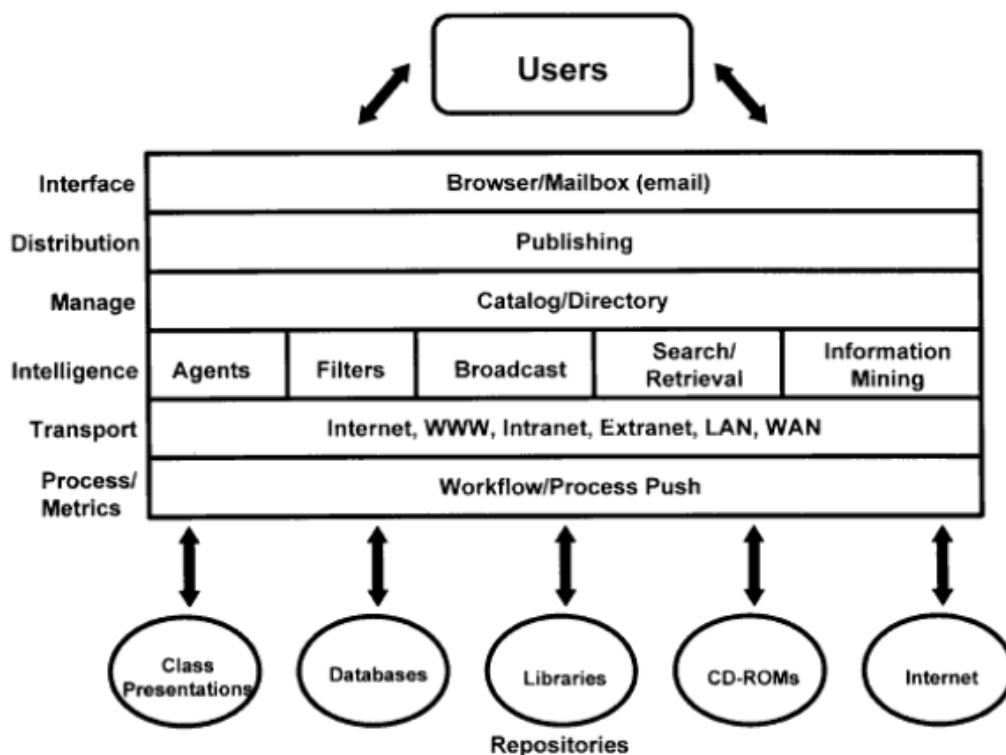 Users
Interface
Browser/Mailbox (email)
Distribution
Publishing
Manage
Catalog/Directory
Intelligence
Agents
Filters
Broadcast
Search/
Retrieval
Information
Mining
Transport
Internet, WWW, Intranet, Extranet, LAN, WAN
Process/
Metrics
Workflow/Process Push
Class
Presentations
Databases
Libraries
CD-ROMs
Internet
Repositories